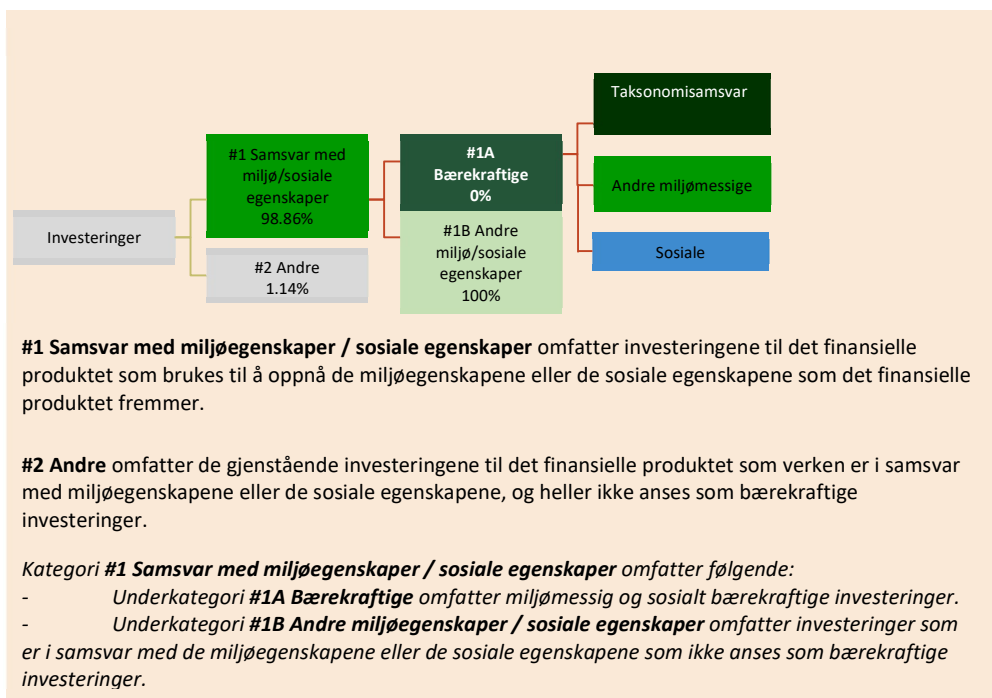 Taksonomisamsvar
#1 Samsvar med
miljø/sosiale
egenskaper
98.86%
#1A
Bærekraftige
0%
Andre miljømessige
Investeringer
#1B Andre
miljø/sosiale
egenskaper
100%
Sosiale
#2 Andre
1.14%
#1 Samsvar med miljøegenskaper / sosiale egenskaper omfatter investeringene til det finansielle
produktet som brukes til å oppnå de miljøegenskapene eller de sosiale egenskapene som det finansielle
produktet fremmer.
#2 Andre omfatter de gjenstående investeringene til det finansielle produktet som verken er i samsvar
med miljøegenskapene eller de sosiale egenskapene, og heller ikke anses som bærekraftige
investeringer.
Kategori #1 Samsvar med miljøegenskaper / sosiale egenskaper omfatter følgende:
- Underkategori #1A Bærekraftige omfatter miljømessig og sosialt bærekraftige investeringer.
- Underkategori #1B Andre miljøegenskaper / sosiale egenskaper omfatter investeringer som
er i samsvar med de miljøegenskapene eller de sosiale egenskapene som ikke anses som bærekraftige
investeringer.